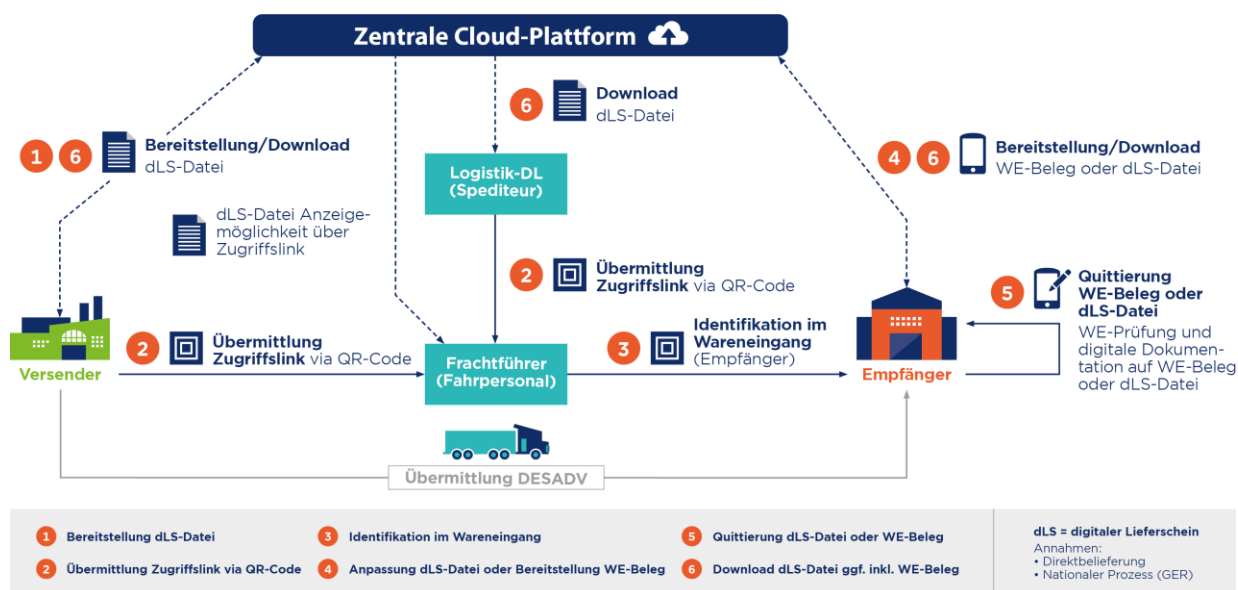 Zentrale Cloud-Plattform
6
Download
dLS-Datei
1
6
Bereitstellung/Download
dLS-Datei
4
6
Bereitstellung/Download
WE-Beleg oder dLS-Datei
Logistik-DL
(Spediteur)
dLS-Datei Anzeige-
möglichkeit über
Zugriffslink
2
Übermittlung
Zugriffslink via QR-Code
5
Quittierung
WE-Beleg oder
dLS-Datei
WE-Prüfung und
digitale Dokumen-
tation auf WE-Beleg
oder dLS-Datei
Versender
2
Übermittlung
Zugriffslink via QR-Code
Frachtführer
(Fahrpersonal)
3
Identifikation im
Wareneingang
(Empfänger)
Empfänger
Übermittlung DESADV
1 Bereitstellung dLS-Datei
2 Übermittlung Zugriffslink via QR-Code
3 Identifikation im Wareneingang
4 Anpassung dLS-Datei oder Bereitstellung WE-Beleg
5 Quittierung dLS-Datei oder WE-Beleg
6 Download dLS-Datei ggf. inkl. WE-Beleg
dLS = digitaler Lieferschein
Annahmen:
• Direktbelieferung
• Nationaler Prozess (GER)